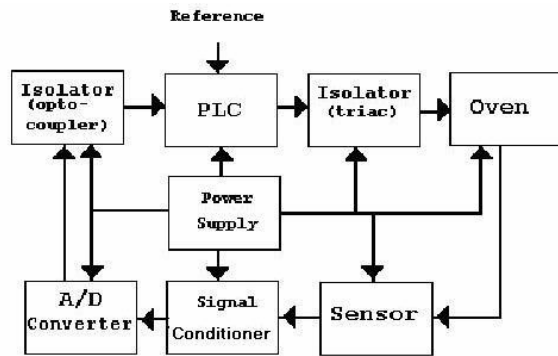 Reference
Isolator
(opto-
coupler)
PLC
Isolator
(triac)
Oven
Power
Supply
A/D
Converter
Signal
Conditioner
Sensor